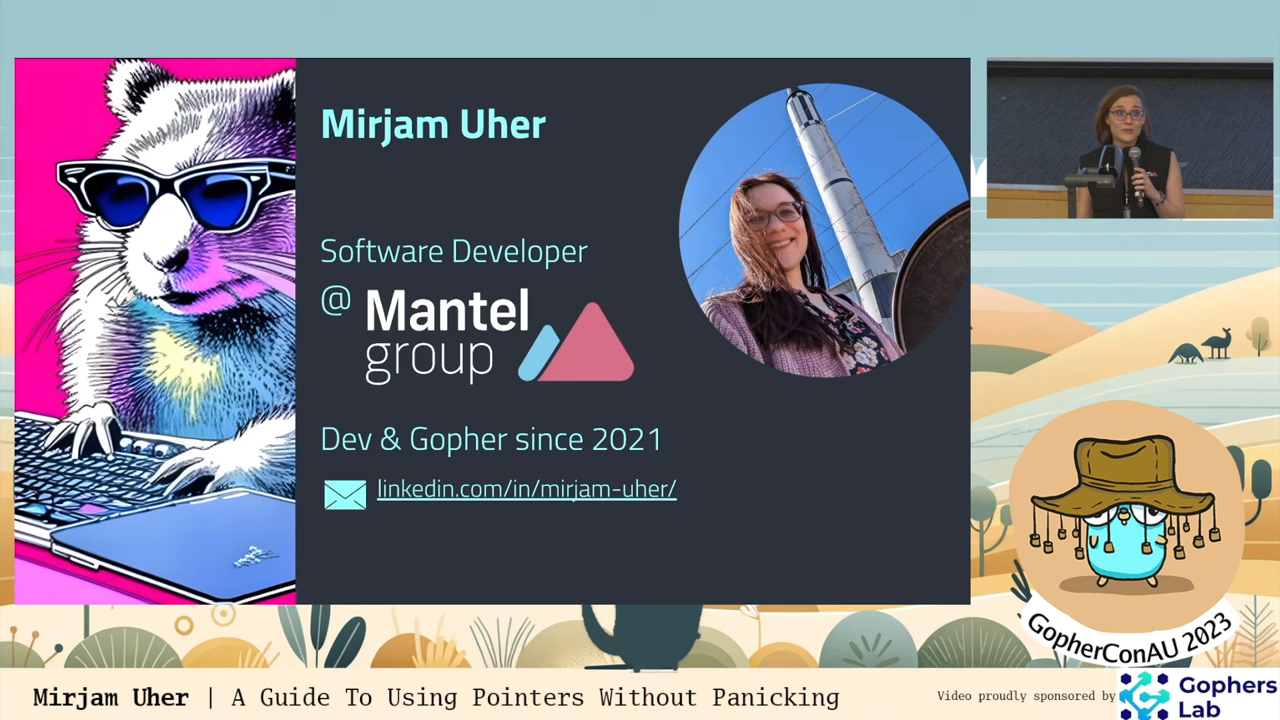 Mirjam Uher
Software Developer
@ Mantel
group
Dev & Gopher since 2021
linkedin.com/in/mirjam-uher/
GopherConAU 2023
Mirjam Uher | A Guide To Using Pointers Without Panicking
Video proudly sponsored by
Gophers
Lab